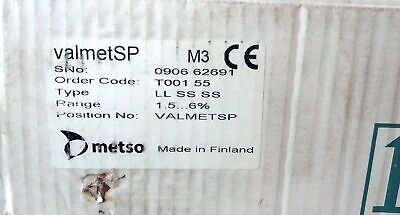 valmetSP M3 CE
SNo: 0906 62691
Order Code: T001 55
Type LL SS SS
Range 1.5...6%
Position No: VALMETSP
metso Made in Finland